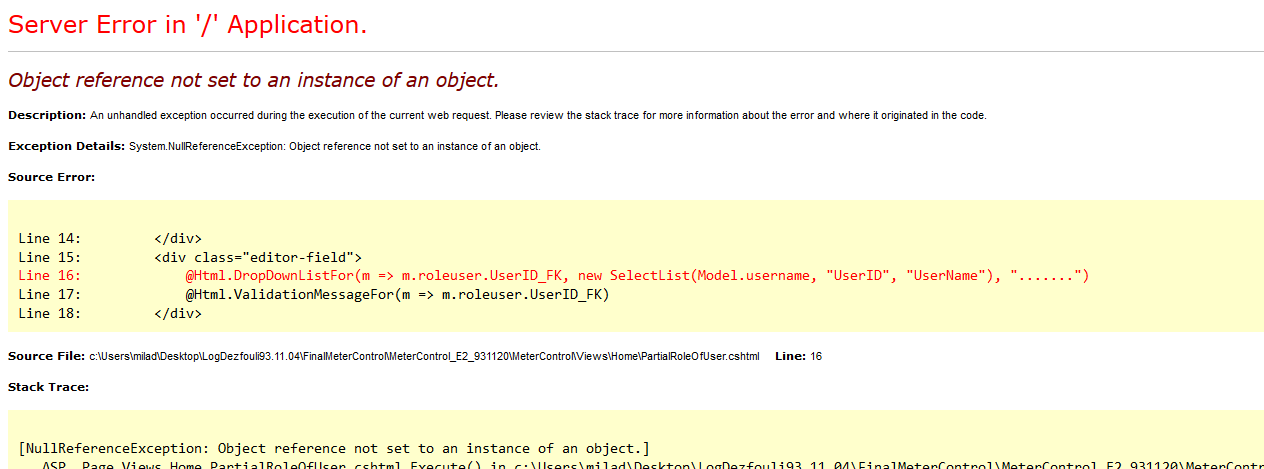 Server Error in '/' Application.
Object reference not set to an instance of an object.
Description: An unhandled exception occurred during the execution of the current web request. Please review the stack trace for more information about the error and where it originated in the code.
Exception Details: System.NullReferenceException: Object reference not set to an instance of an object.
Source Error:
Line 14:         </div>
Line 15:         <div class="editor-field">
Line 16:             @Html.DropDownListFor(m => m.roleuser.UserID_FK, new SelectList(Model.username, "UserID", "UserName"), ".......")
Line 17:             @Html.ValidationMessageFor(m => m.roleuser.UserID_FK)
Line 18:         </div>
Source File: c:\Users\milad\Desktop\LogDezfouli93.11.04\FinalMeterControl\MeterControl_E2_931120\MeterControl\Views\Home\PartialRoleOfUser.cshtml    Line: 16
Stack Trace:
[NullReferenceException: Object reference not set to an instance of an object.]
ASP._Page_Views_Home_PartialRoleOfUser_cshtml.Execute() in c:\Users\milad\Desktop\LogDezfouli93.11.04\FinalMeterControl\MeterControl_E2_931120\MeterContr